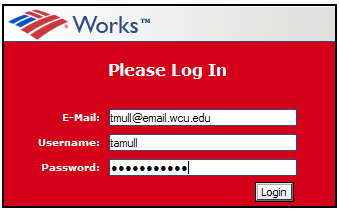 Works™
Please Log In
E-Mail: tmull@email.wcu.edu
Username: tamull
Password: ●●●●●●●●●●●
Login